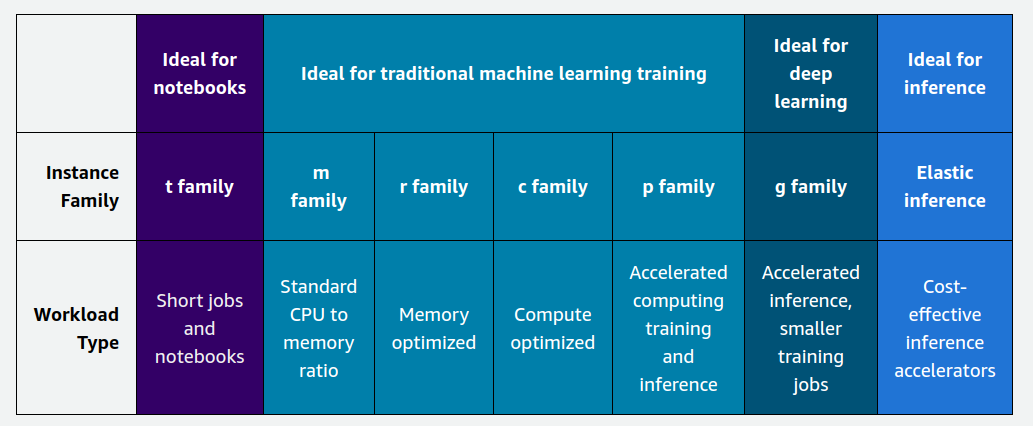 Ideal for
notebooks
Ideal for traditional machine learning training
Ideal for
deep
learning
Ideal for
inference
Instance
Family
t family
m
family
r family
c family
p family
g family
Elastic
inference
Workload
Type
Short jobs
and
notebooks
Standard
CPU to
memory
ratio
Memory
optimized
Compute
optimized
Accelerated
computing
training
and
inference
Accelerated
inference,
smaller
training
jobs
Cost-
effective
inference
accelerators